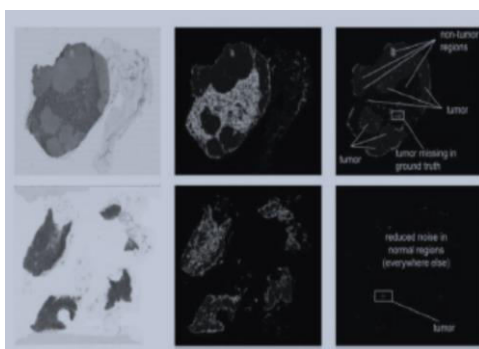 non-tumor
regions
tumor
tumor
tumor missing in
ground truth
reduced noise in
normal regions
(everywhere else)
tumor